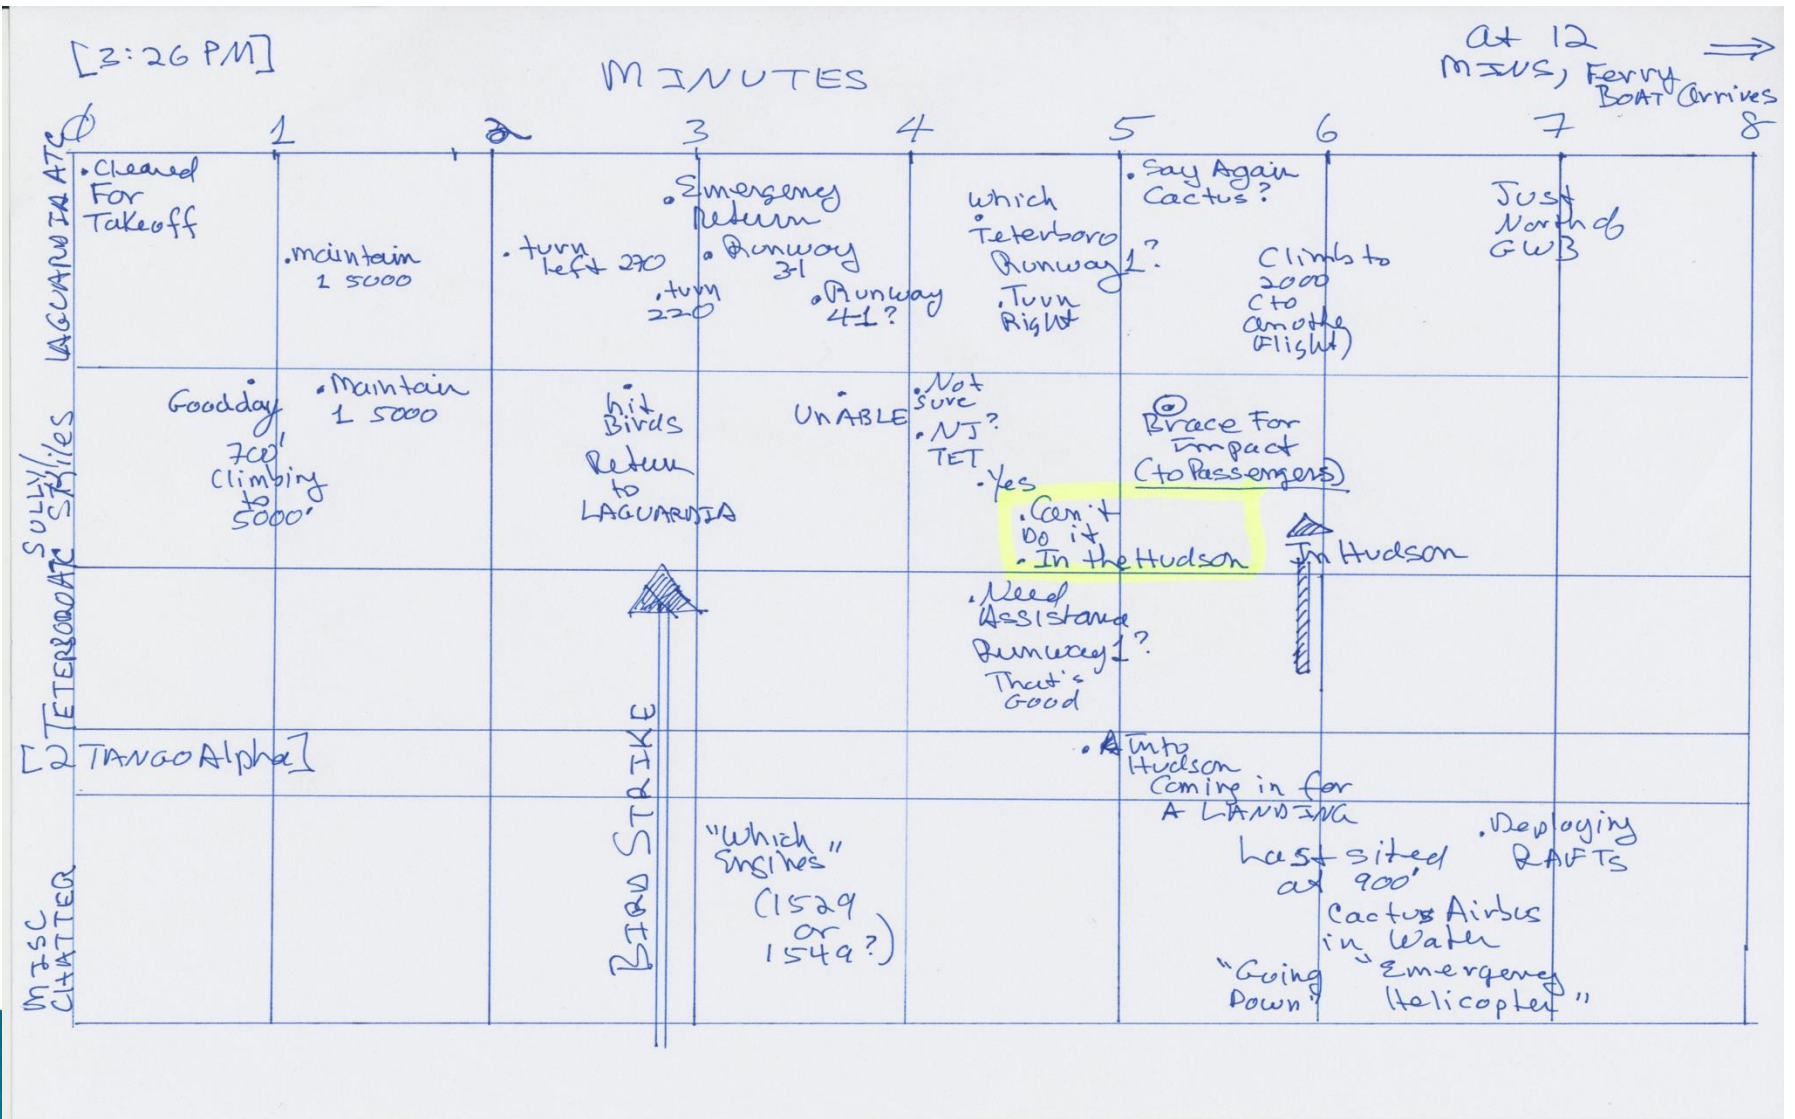 [3:26 PM]
MINUTES
at 12
MINS, Ferry
BOAT Arrives
0 1 2 3 4 5 6 7 8
LAGUARDIA ATC
• Cleared
For
Takeoff
• maintain
1 5000
• turn
left 270
• turn
220
• Emergency
Return
• Runway
31
• Runway
4-1?
which
• Teterboro
Runway 1?
• Turn
Right
• Say Again
Cactus?
Climb to
2000
(to
anothe
Flight)
Just
North of
GWB
SULLY/
Skiles
Goodday
700'
Climbing
to
5000'
• Maintain
1 5000
• hit
Birds
Return
to
LAGUARDIA
UnABLE
• Not
Sure
• NJ?
TET
• Yes
• Can't
Do it
• In the Hudson
Brace For
Impact
(to Passengers)
In Hudson
TETERBORO ATC
• Need
Assistance
Runway 1?
That's
Good
[2 TANGO Alpha]
• Into
Hudson
Coming in for
A LANDING
MISC
CHATTER
BIRD STRIKE
"Which
Engines"
(1529
or
1549?)
Last sited
at 900'
Cactus Airbus
in Water
"Going
Down"
"Emergency
Helicopter"
• Deploying
RAFTS